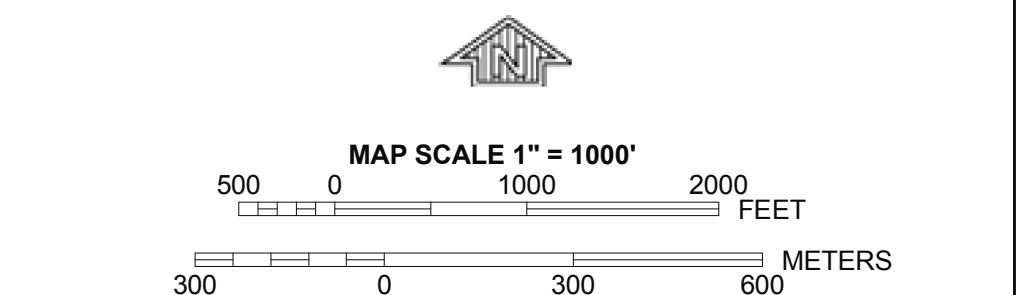 N
MAP SCALE 1" = 1000'
500 0 1000 2000
FEET
METERS
300 0 300 600